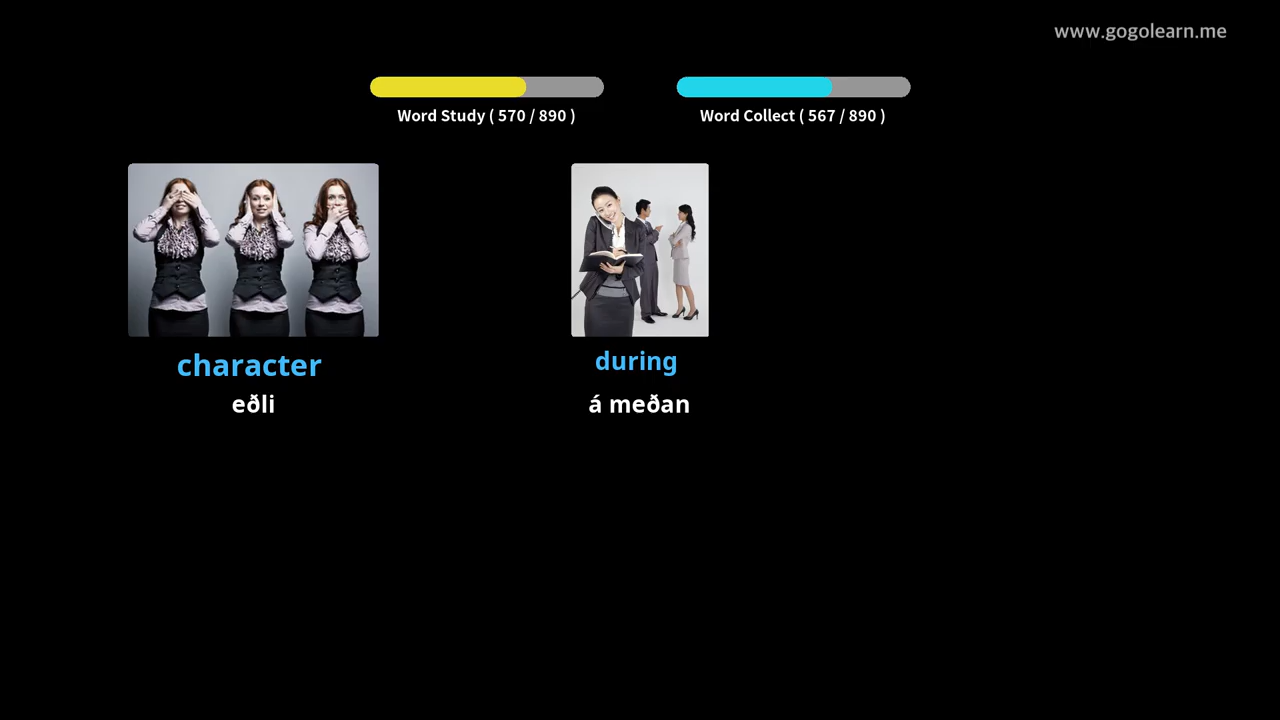 www.gogolearn.me
Word Study ( 570 / 890 )
Word Collect ( 567 / 890 )
character
eðli
during
á meðan